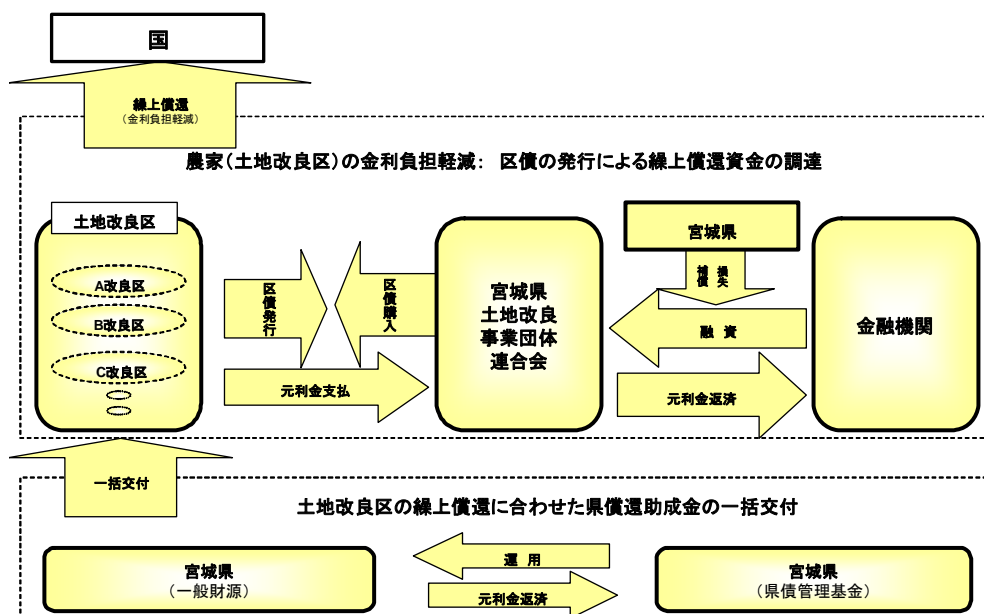 国
繰上償還
（金利負担軽減）
農家（土地改良区）の金利負担軽減： 区債の発行による繰上償還資金の調達
土地改良区
A改良区
B改良区
C改良区
区債発行
区債購入
元利金支払
宮城県
土地改良
事業団体
連合会
宮城県
損失
補償
融 資
元利金返済
金融機関
一括交付
土地改良区の繰上償還に合わせた県償還助成金の一括交付
宮城県
（一般財源）
運 用
元利金返済
宮城県
（県債管理基金）